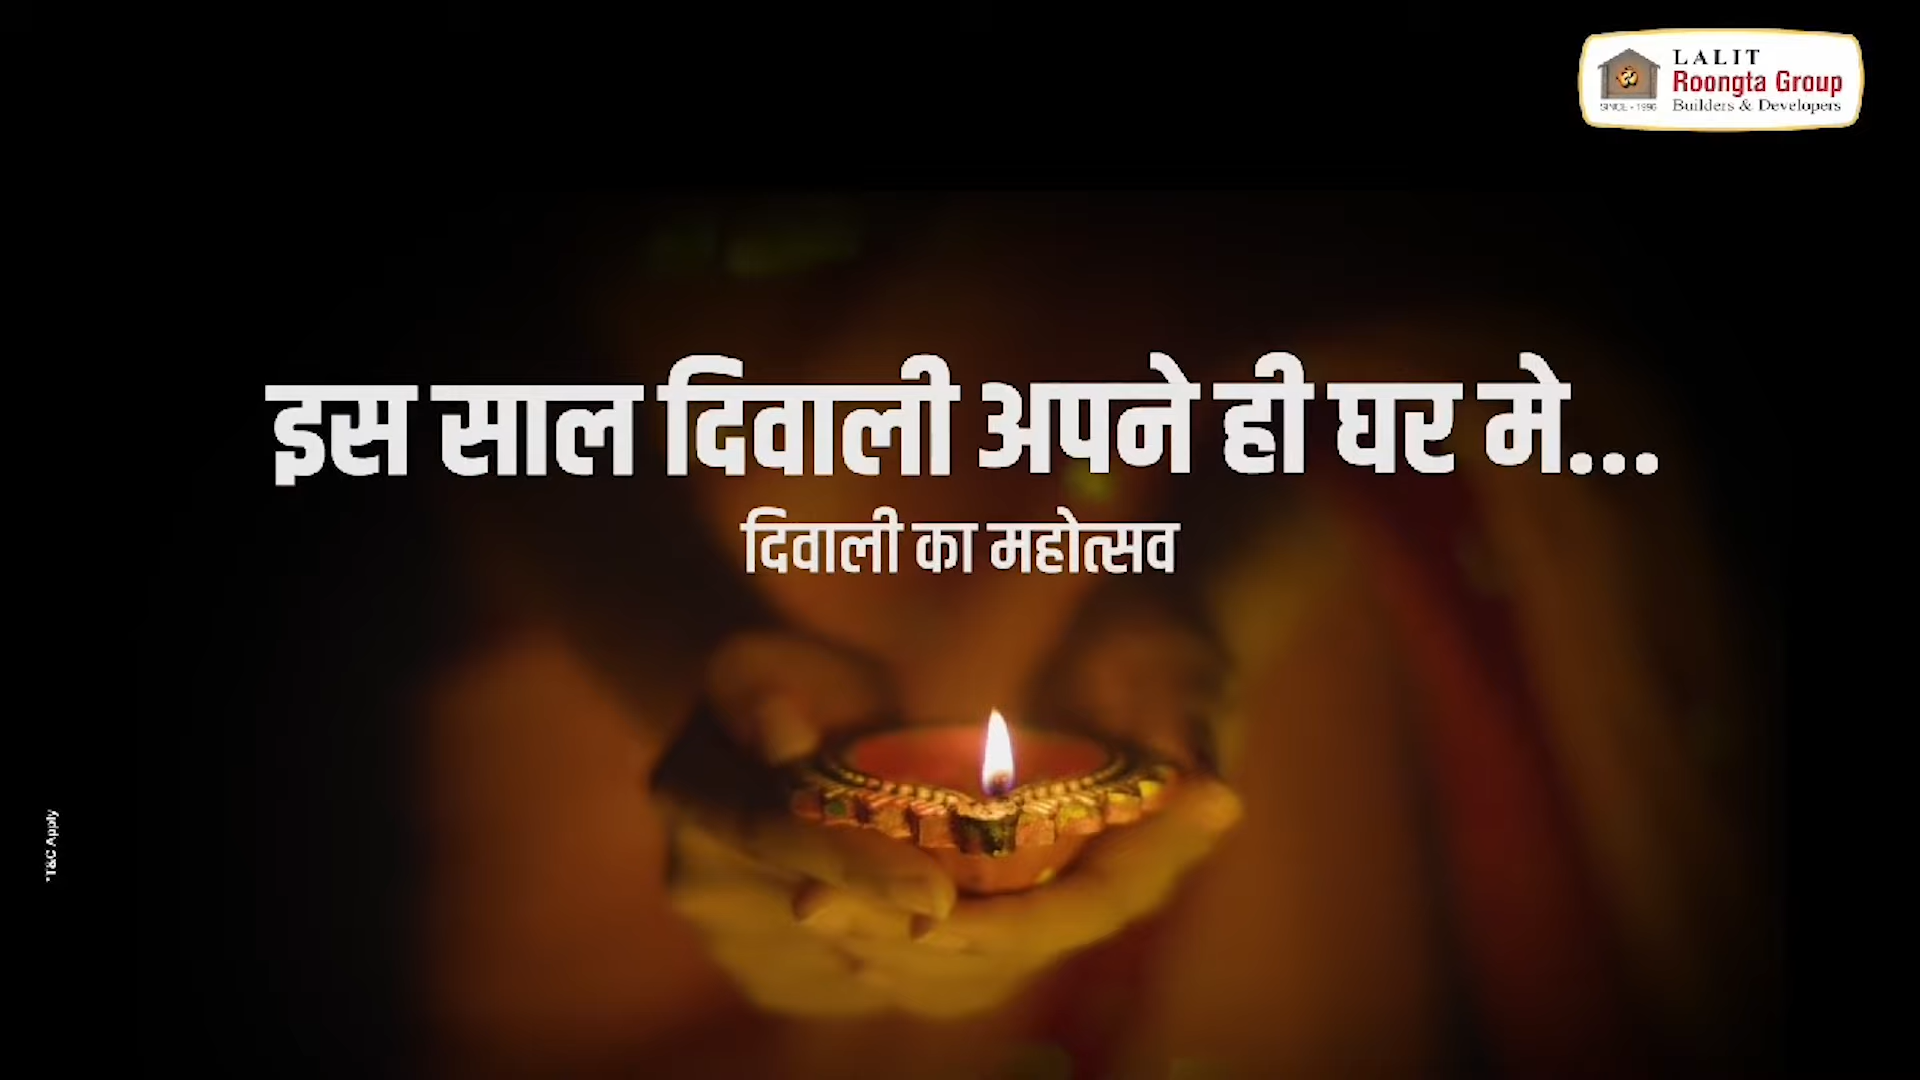 LALIT
Roongta Group
SINCE - 1996
Builders & Developers
इस साल दिवाली अपने ही घर मे...
दिवाली का महोत्सव
*T&C Apply